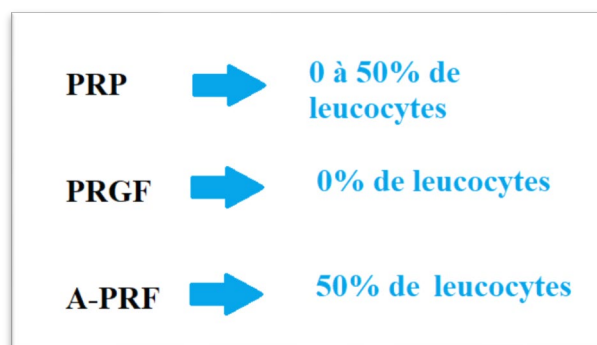 PRP
0 à 50% de
leucocytes
PRGF
0% de leucocytes
A-PRF
50% de leucocytes